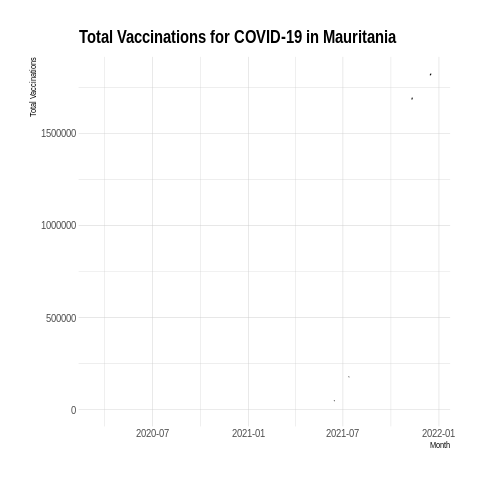 Total Vaccinations for COVID-19 in Mauritania
Total Vaccinations
1500000
1000000
500000
0
2020-07 2021-01 2021-07 2022-01
Month